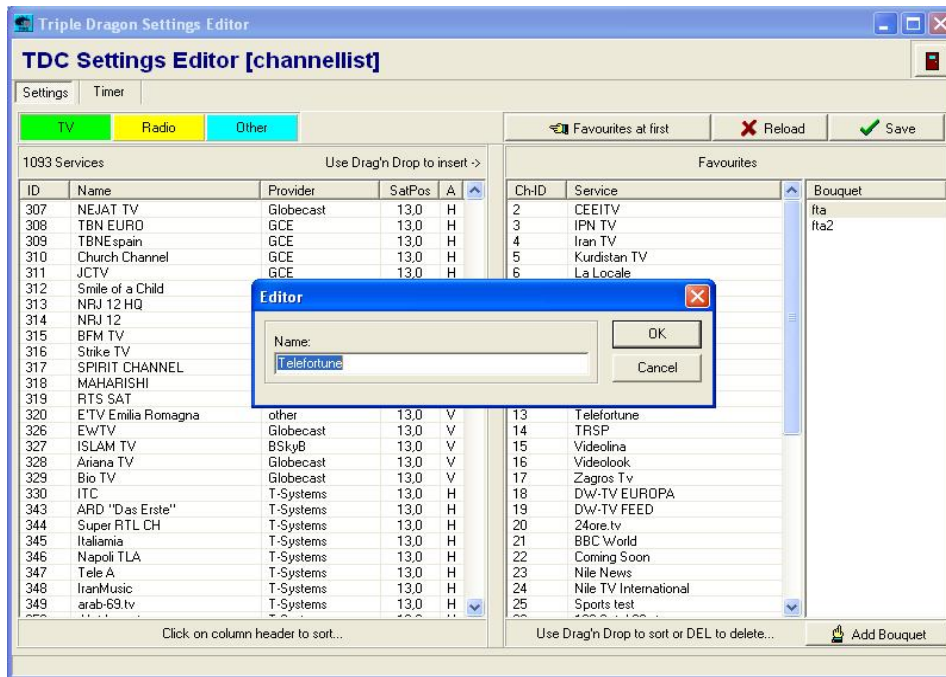 Triple Dragon Settings Editor
TDC Settings Editor [channellist]
Settings Timer
TV Radio Other Favourites at first Reload Save
1093 Services Use Drag'n Drop to insert -> Favourites
ID Name Provider SatPos A Ch-ID Service Bouquet
307 NEJAT TV Globecast 13,0 H 2 CEEITV fta
308 TBN EURO GCE 13,0 H 3 IPN TV fta2
309 TBNEspain GCE 13,0 H 4 Iran TV
310 Church Channel GCE 13,0 H 5 Kurdistan TV
311 JCTV GCE 13,0 H 6 La Locale
312 Smile of a Child
Editor
313 NRJ 12 HQ
314 NRJ 12
315 BFM TV
Name: OK
316 Strike TV
Telefortune
317 SPIRIT CHANNEL
Cancel
318 MAHARISHI
319 RTS SAT
320 E'TV Emilia Romagna other 13,0 V 13 Telefortune
326 EWTV Globecast 13,0 V 14 TRSP
327 ISLAM TV BSkyB 13,0 V 15 Videolina
328 Ariana TV Globecast 13,0 V 16 Videolook
329 Bio TV Globecast 13,0 V 17 Zagros Tv
330 ITC T-Systems 13,0 H 18 DW-TV EUROPA
343 ARD "Das Erste" T-Systems 13,0 H 19 DW-TV FEED
344 Super RTL CH T-Systems 13,0 H 20 24ore.tv
345 Italiamia T-Systems 13,0 H 21 BBC World
346 Napoli TLA T-Systems 13,0 H 22 Coming Soon
347 Tele A T-Systems 13,0 H 23 Nile News
348 IranMusic T-Systems 13,0 H 24 Nile TV International
349 arab-69.tv T-Systems 13,0 H 25 Sports test
Click on column header to sort... Use Drag'n Drop to sort or DEL to delete... Add Bouquet